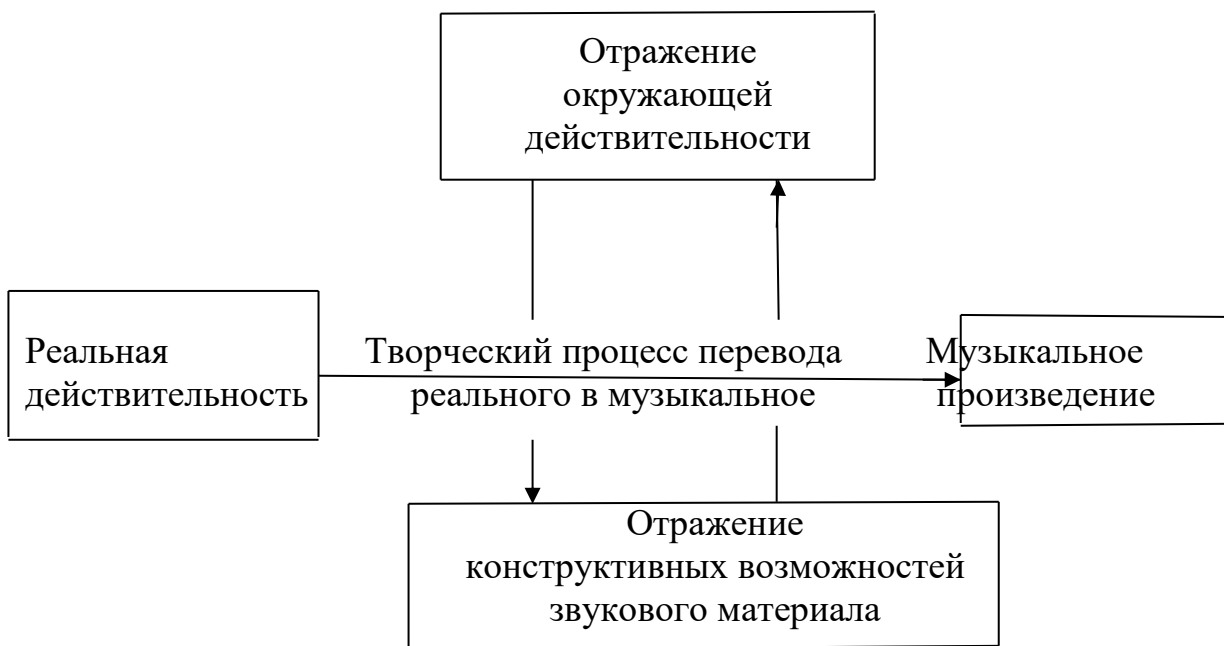 Отражение
окружающей
действительности
Реальная
действительность
Творческий процесс перевода
реального в музыкальное
Музыкальное
произведение
Отражение
конструктивных возможностей
звукового материала